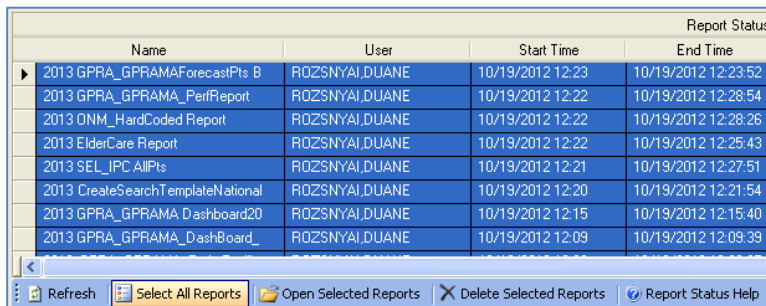 Report Status
Name User Start Time End Time
2013 GPRA_GPRAMAForecastPts B ROZSNYAI,DUANE 10/19/2012 12:23 10/19/2012 12:23:52
2013 GPRA_GPRAMA_PerfReport ROZSNYAI,DUANE 10/19/2012 12:22 10/19/2012 12:28:54
2013 ONM_HardCoded Report ROZSNYAI,DUANE 10/19/2012 12:22 10/19/2012 12:28:26
2013 ElderCare Report ROZSNYAI,DUANE 10/19/2012 12:22 10/19/2012 12:25:43
2013 SEL_IPC AllPts ROZSNYAI,DUANE 10/19/2012 12:21 10/19/2012 12:27:51
2013 CreateSearchTemplateNational ROZSNYAI,DUANE 10/19/2012 12:20 10/19/2012 12:21:54
2013 GPRA_GPRAMA Dashboard20 ROZSNYAI,DUANE 10/19/2012 12:15 10/19/2012 12:15:40
2013 GPRA_GPRAMA_DashBoard_ ROZSNYAI,DUANE 10/19/2012 12:09 10/19/2012 12:09:39
Refresh Select All Reports Open Selected Reports Delete Selected Reports Report Status Help